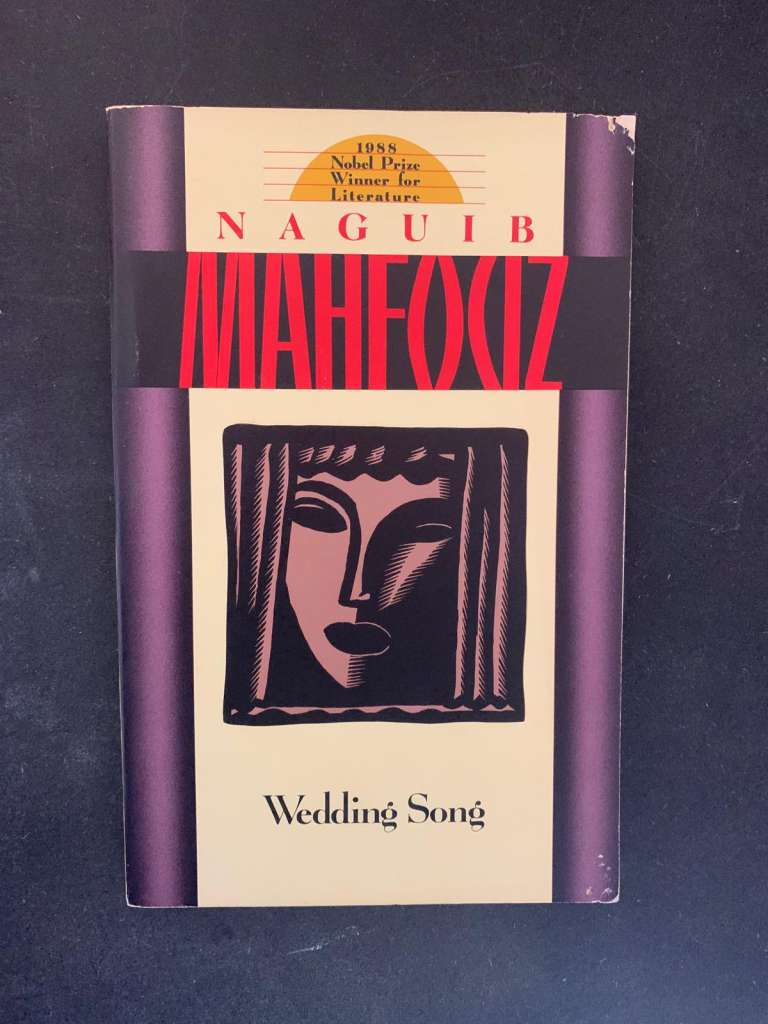 1988
Nobel Prize
Winner for
Literature
NAGUIB
MAHFOUZ
Wedding Song